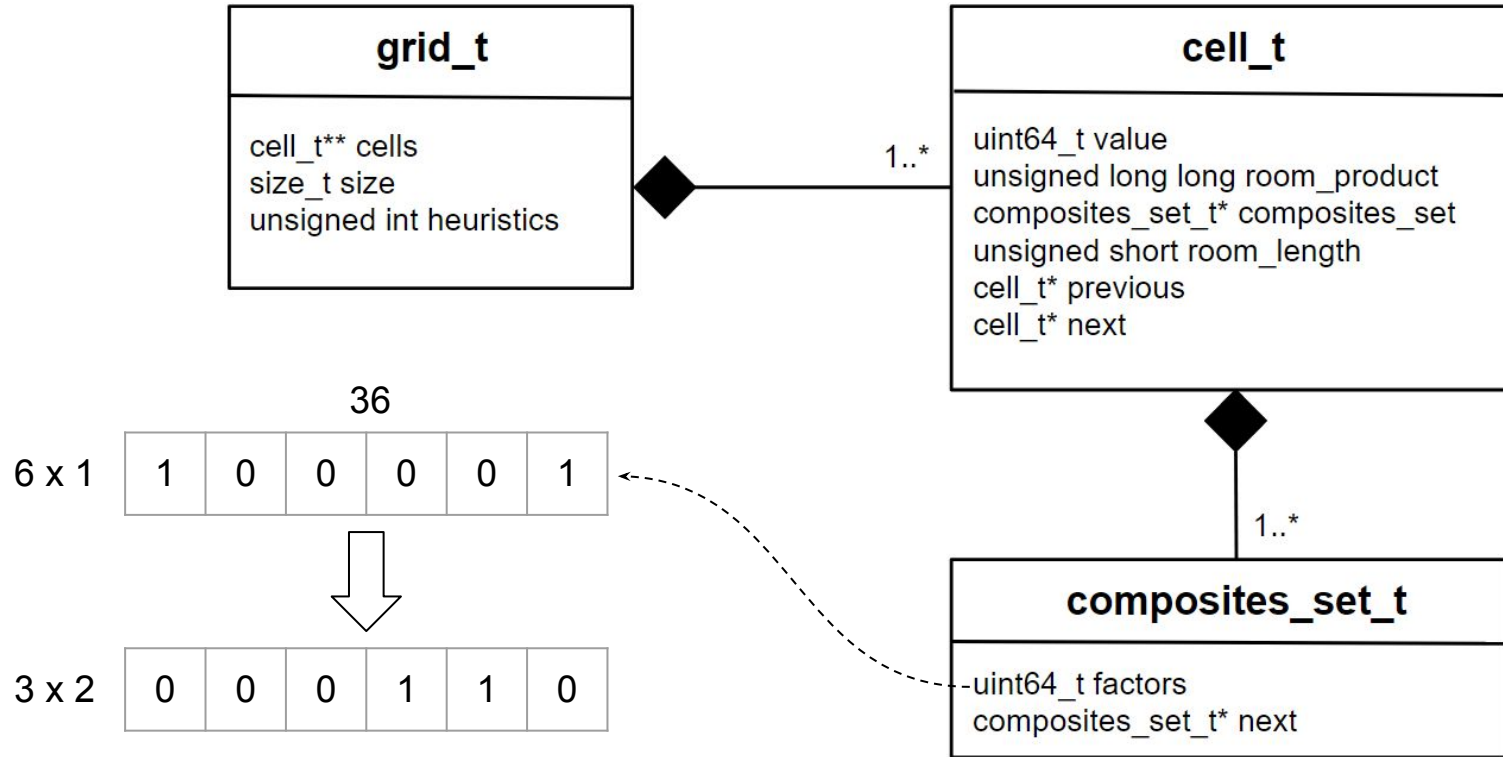 grid_t
cell_t** cells
size_t size
unsigned int heuristics
1..*
cell_t
uint64_t value
unsigned long long room_product
composites_set_t* composites_set
unsigned short room_length
cell_t* previous
cell_t* next
1..*
composites_set_t
uint64_t factors
composites_set_t* next
36
6 x 1 1 0 0 0 0 1
3 x 2 0 0 0 1 1 0